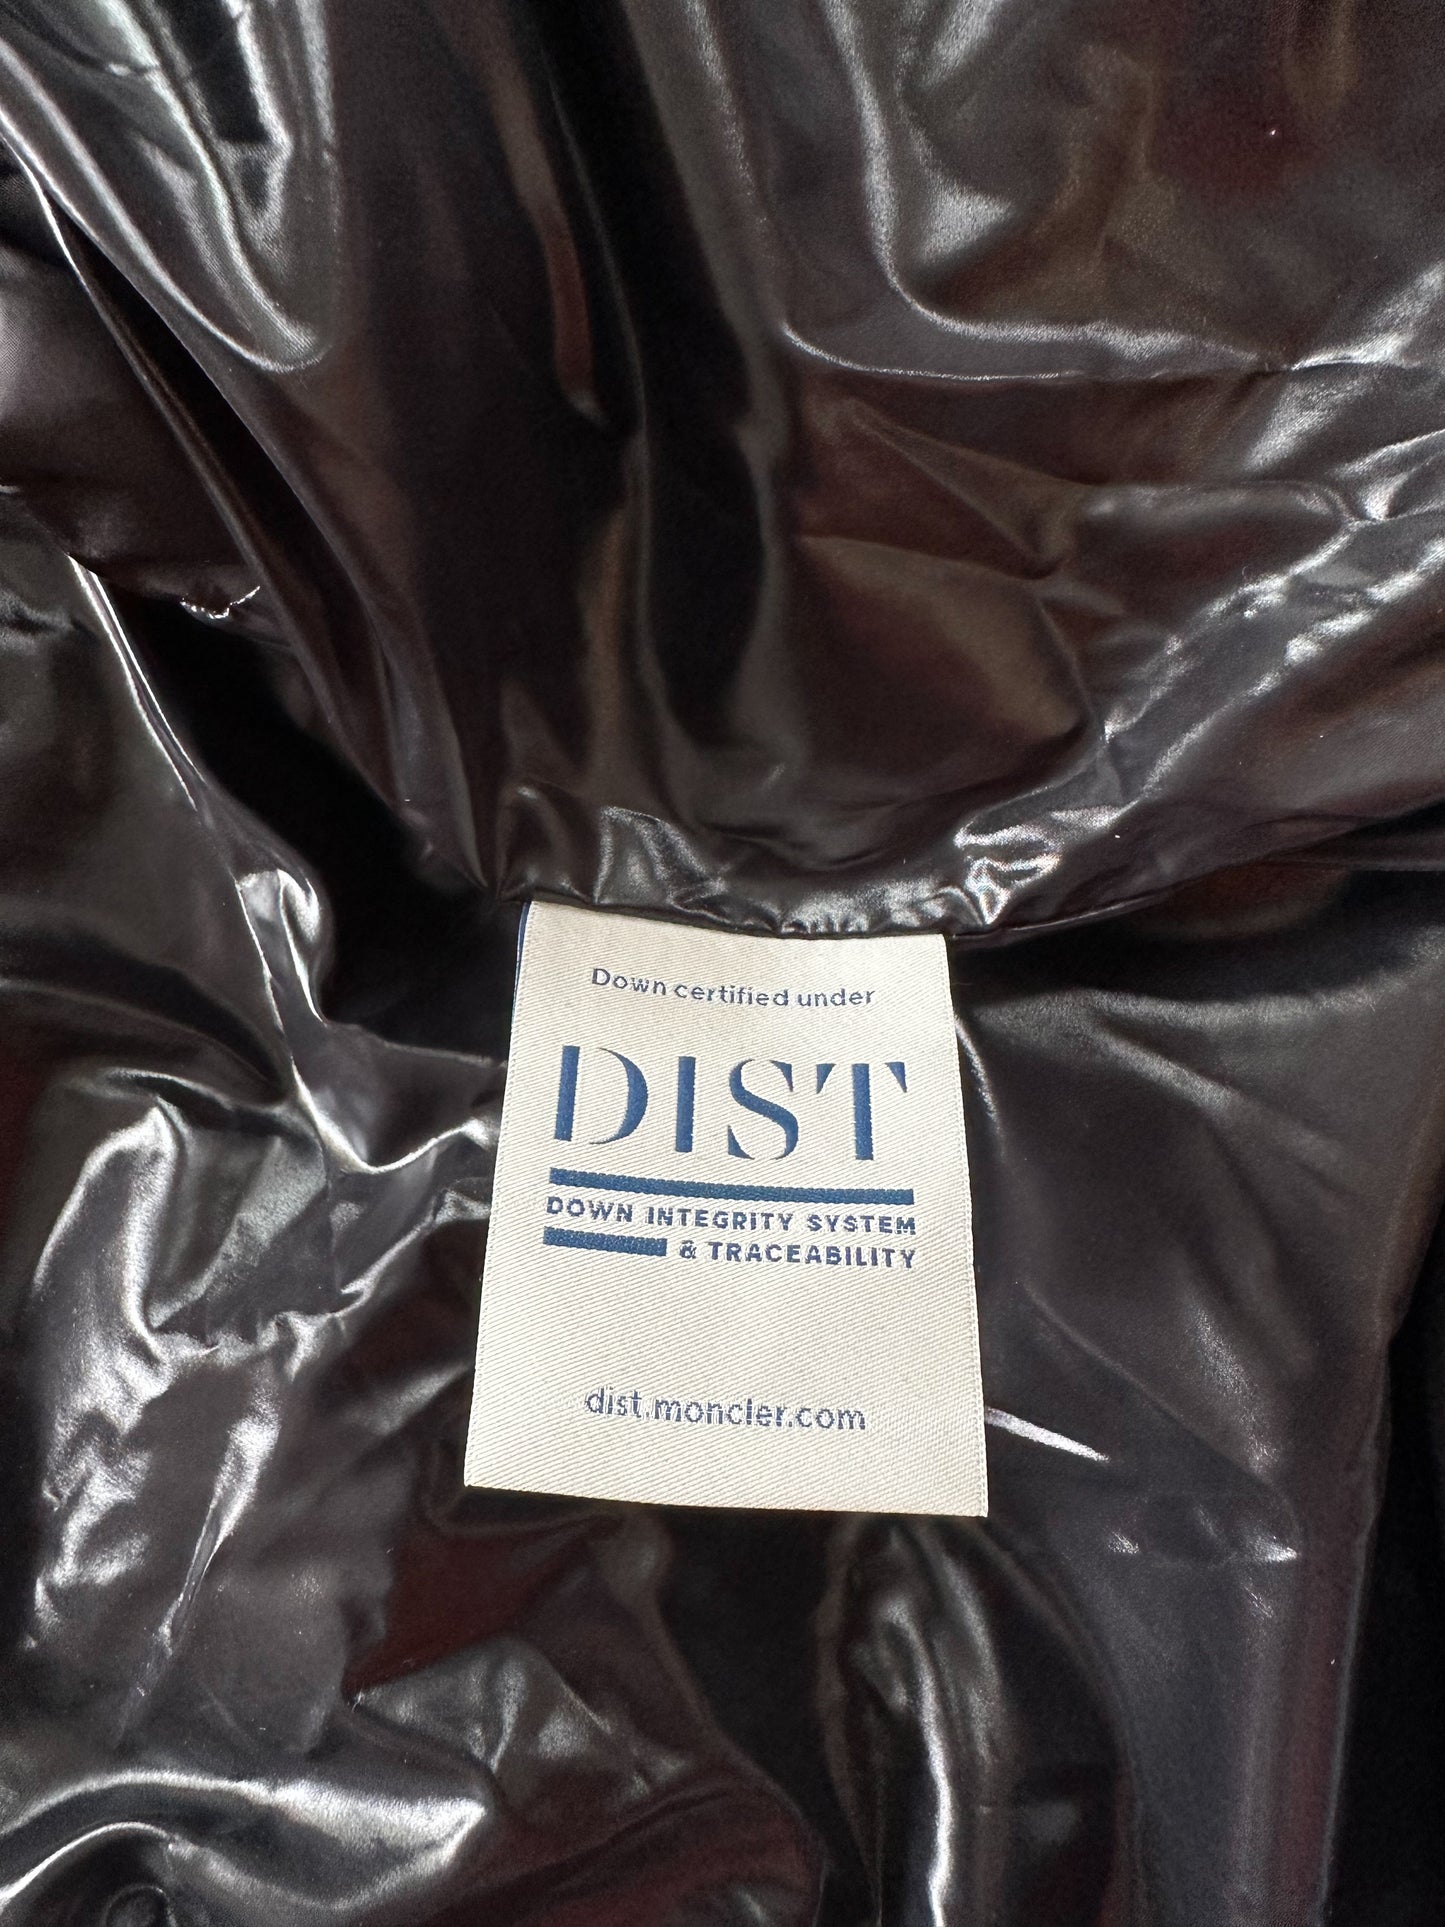 Down certified under
DIST
DOWN INTEGRITY SYSTEM
& TRACEABILITY
dist.moncler.com